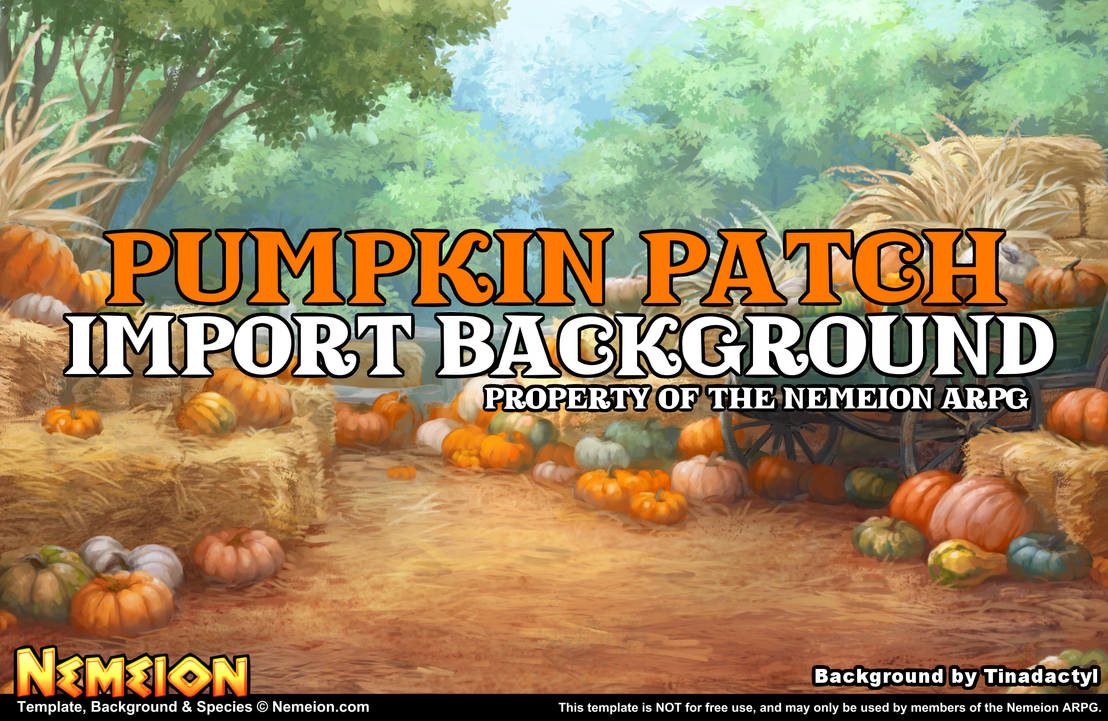 PUMPKIN PATCH
IMPORT BACKGROUND
PROPERTY OF THE NEMEION ARPG
NEMEION
Background by Tinadactyl
Template, Background & Species © Nemeion.com
This template is NOT for free use, and may only be used by members of the Nemeion ARPG.